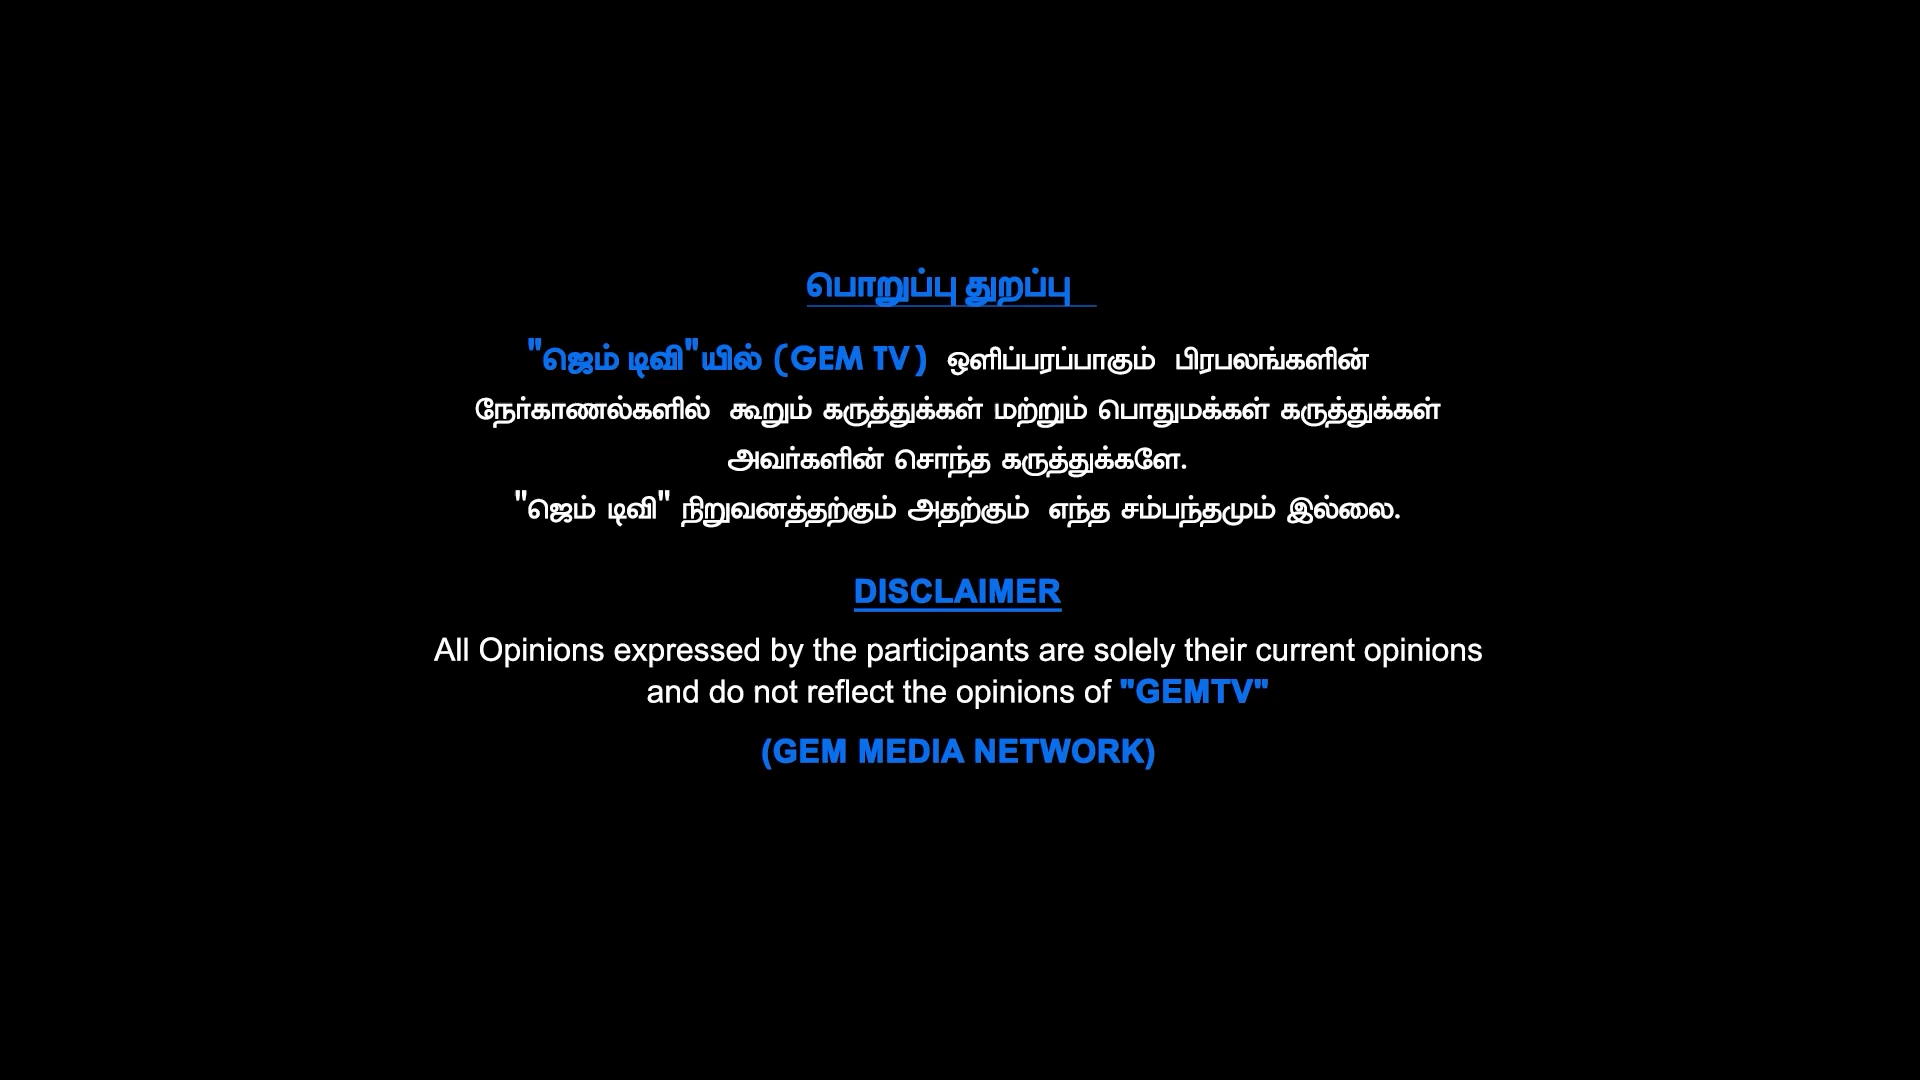 பொறுப்பு துறப்பு
"ஜெம் டிவி"யில் (GEM TV) ஒளிப்பரப்பாகும் பிரபலங்களின்
நேர்காணல்களில் கூறும் கருத்துக்கள் மற்றும் பொதுமக்கள் கருத்துக்கள்
அவர்களின் சொந்த கருத்துக்களே.
"ஜெம் டிவி" நிறுவனத்தற்கும் அதற்கும் எந்த சம்பந்தமும் இல்லை.
DISCLAIMER
All Opinions expressed by the participants are solely their current opinions
and do not reflect the opinions of "GEMTV"
(GEM MEDIA NETWORK)